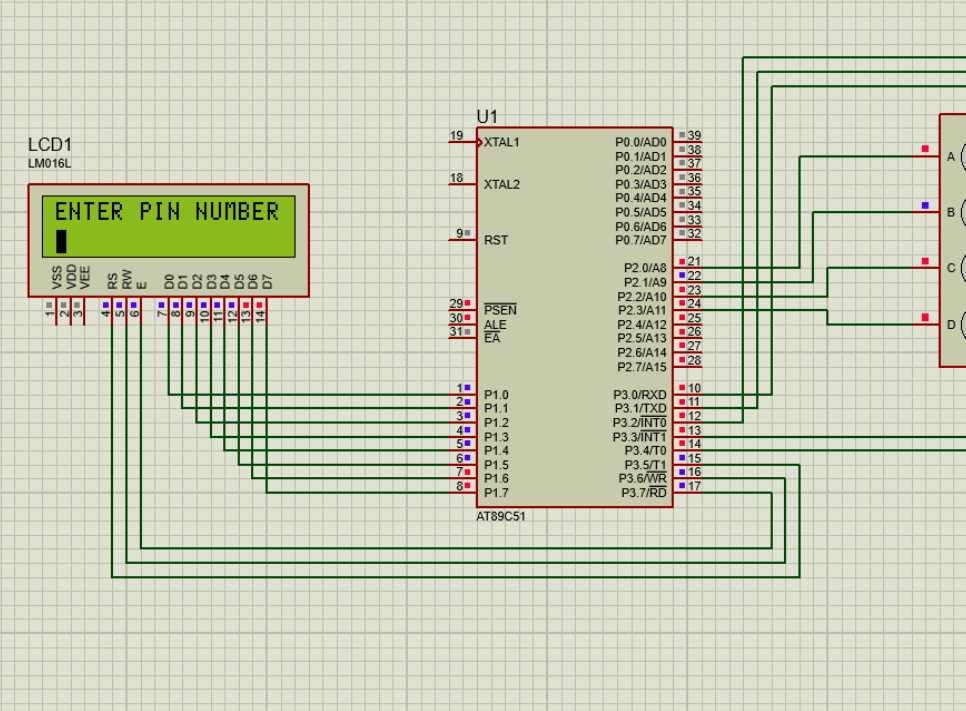 LCD1
LM016L
ENTER PIN NUMBER
VSS
VDD
VEE
RS
RW
E
D0
D1
D2
D3
D4
D5
D6
D7
1
2
3
4
5
6
7
8
9
10
11
12
13
14
U1
19 XTAL1
18 XTAL2
9 RST
29 PSEN
30 ALE
31 EA
1 P1.0
2 P1.1
3 P1.2
4 P1.3
5 P1.4
6 P1.5
7 P1.6
8 P1.7
P0.0/AD0 39
P0.1/AD1 38
P0.2/AD2 37
P0.3/AD3 36
P0.4/AD4 35
P0.5/AD5 34
P0.6/AD6 33
P0.7/AD7 32
P2.0/A8 21
P2.1/A9 22
P2.2/A10 23
P2.3/A11 24
P2.4/A12 25
P2.5/A13 26
P2.6/A14 27
P2.7/A15 28
P3.0/RXD 10
P3.1/TXD 11
P3.2/INT0 12
P3.3/INT1 13
P3.4/T0 14
P3.5/T1 15
P3.6/WR 16
P3.7/RD 17
AT89C51
A
B
C
D